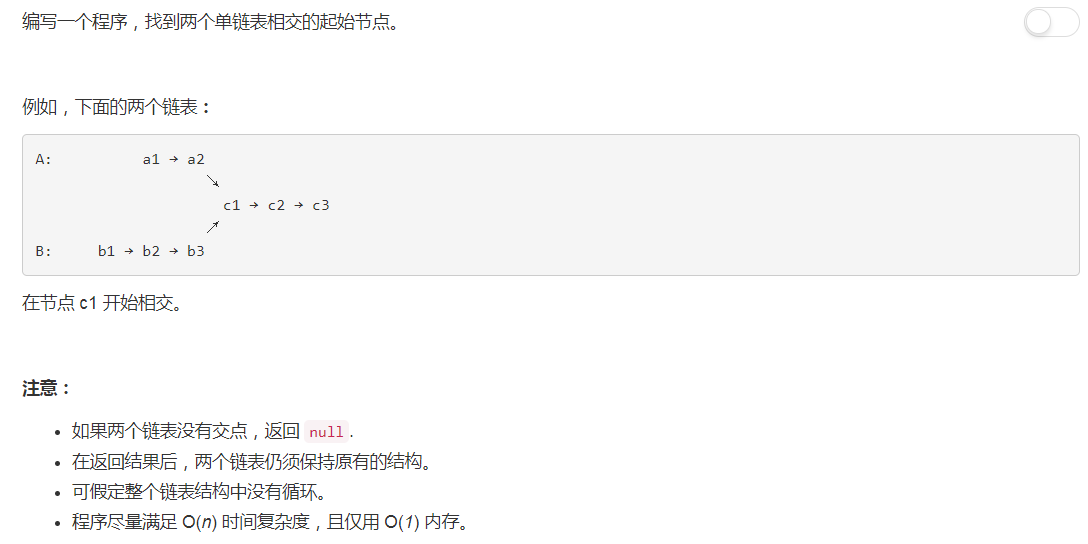 编写一个程序，找到两个单链表相交的起始节点。
例如，下面的两个链表：
A:          a1 → a2
                   ↘
                     c1 → c2 → c3
                   ↗
B:     b1 → b2 → b3
在节点 c1 开始相交。
注意：
• 如果两个链表没有交点，返回 null.
• 在返回结果后，两个链表仍须保持原有的结构。
• 可假定整个链表结构中没有循环。
• 程序尽量满足 O(n) 时间复杂度，且仅用 O(1) 内存。